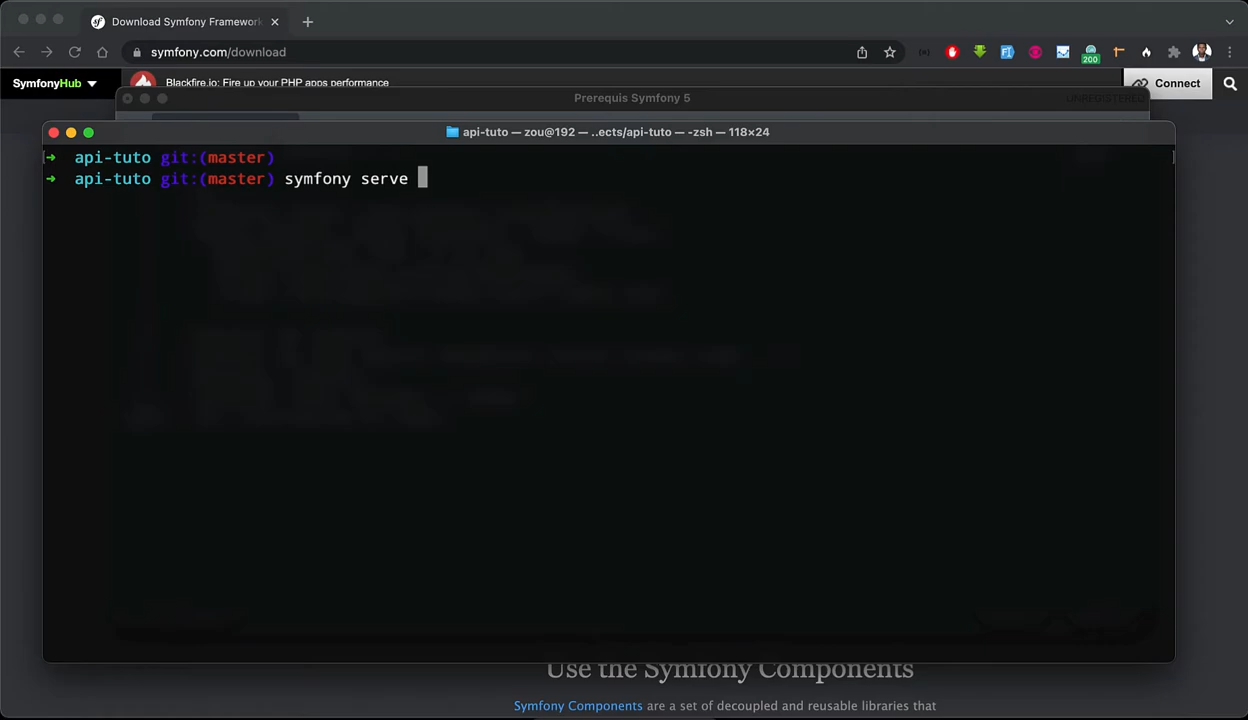 Download Symfony Framework
symfony.com/download
200
SymfonyHub
Blackfire.io: Fire up your PHP apps performance
Connect
Prerequis Symfony 5
UNREGISTERED
api-tuto — zou@192 — ..ects/api-tuto — -zsh — 118×24
→ api-tuto git:(master)
→ api-tuto git:(master) symfony serve
Use the Symfony Components
Symfony Components are a set of decoupled and reusable libraries that